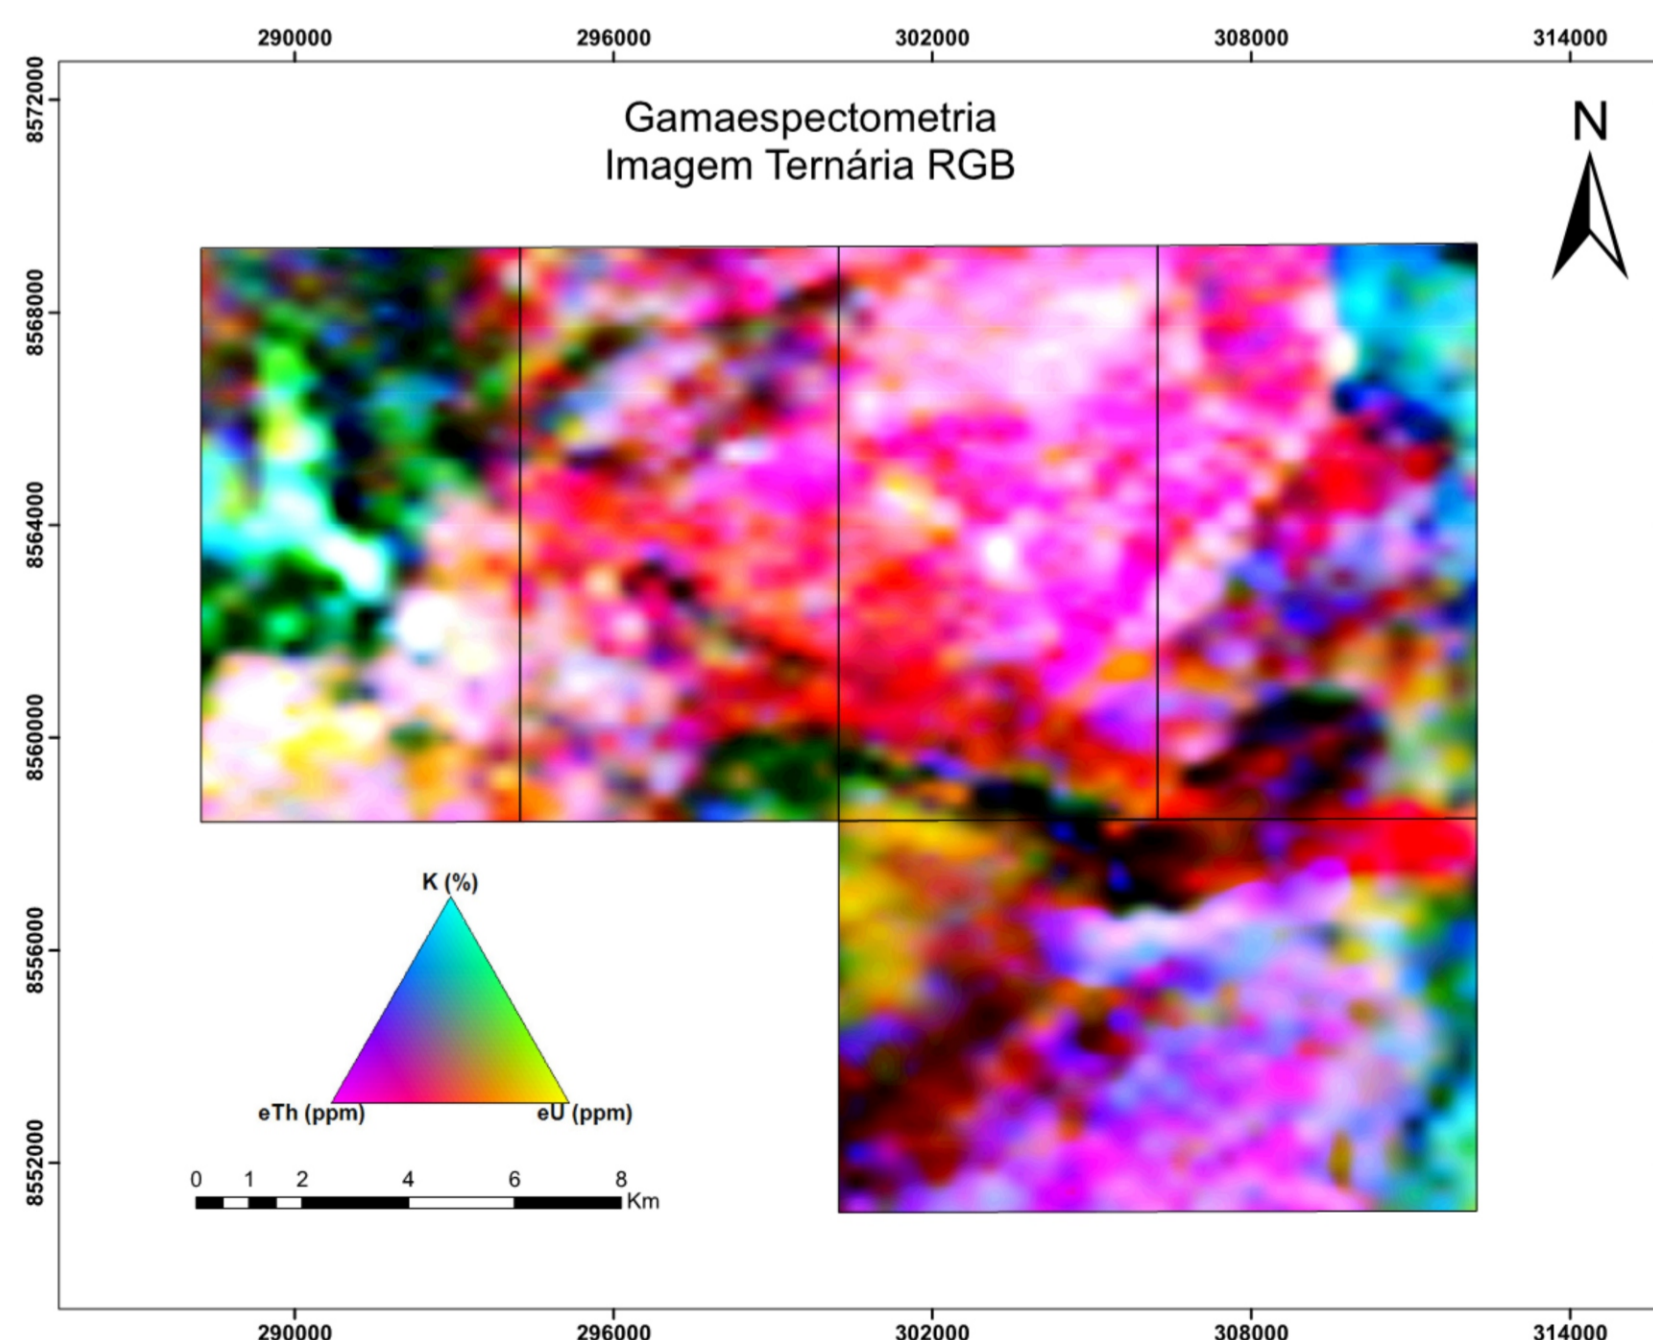 290000 296000 302000 308000 314000
8572000
Gamaespectometria
Imagem Ternária RGB
N
8568000
8564000
8560000
8556000
8552000
K (%)
eTh (ppm) eU (ppm)
0 1 2 4 6 8
Km
290000 296000 302000 308000 314000